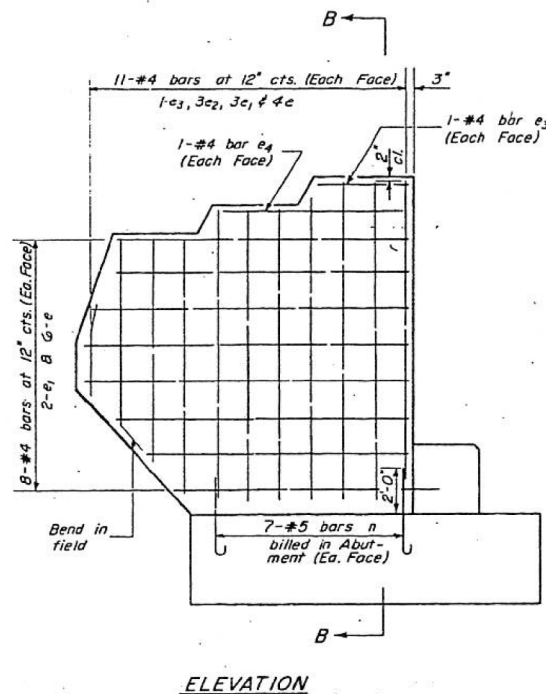 B
11-#4 bars at 12" cts. (Each Face)
3"
1-e3, 3e2, 3e1 & 4e
1-#4 bar e3
(Each Face)
1-#4 bar e4
(Each Face)
2"
cl.
8-#4 bars at 12" cts. (Ea. Face)
2-e1 & 6-e
2'-0"
Bend in
field
7-#5 bars n
billed in Abut-
ment (Ea. Face)
B
ELEVATION